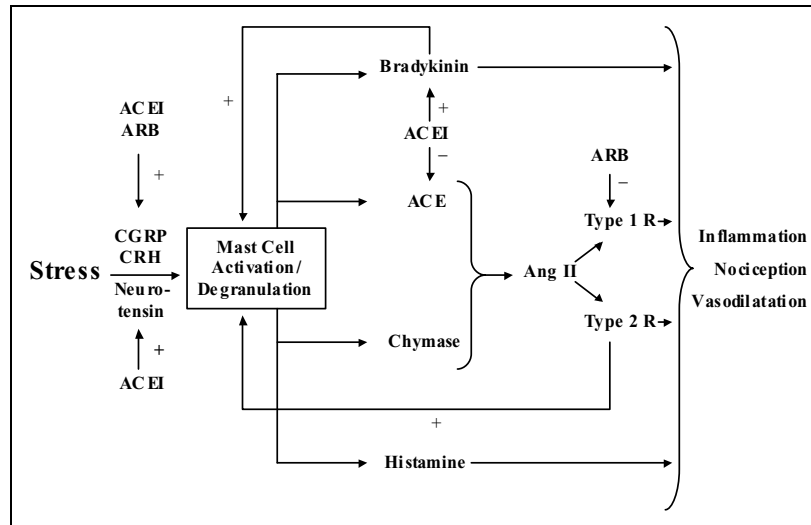 Bradykinin
+
ACEI
ARB
+
ACEI
–
ARB
–
+
ACE
Type 1 R
CGRP
CRH
Stress
Neuro-
tensin
Mast Cell
Activation/
Degranulation
Ang II
Inflammation
Nociception
Vasodilatation
+
ACEI
Chymase
Type 2 R
+
Histamine